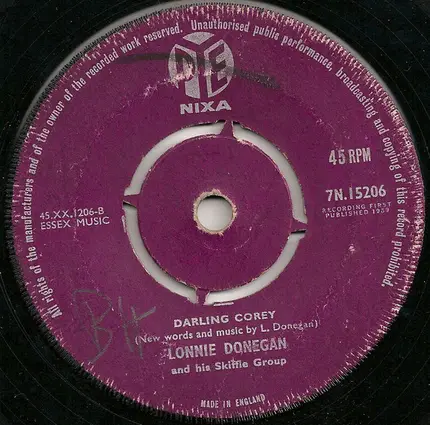 All rights of the manufacturers and of the owner of the recorded work reserved. Unauthorised public performance, broadcasting and copying of this record prohibited.
PYE
NIXA
45 RPM
7N.15206
RECORDING FIRST
PUBLISHED 1959
45.XX.1206-B
ESSEX MUSIC
DARLING COREY
(New words and music by L. Donegan)
LONNIE DONEGAN
and his Skiffle Group
MADE IN ENGLAND